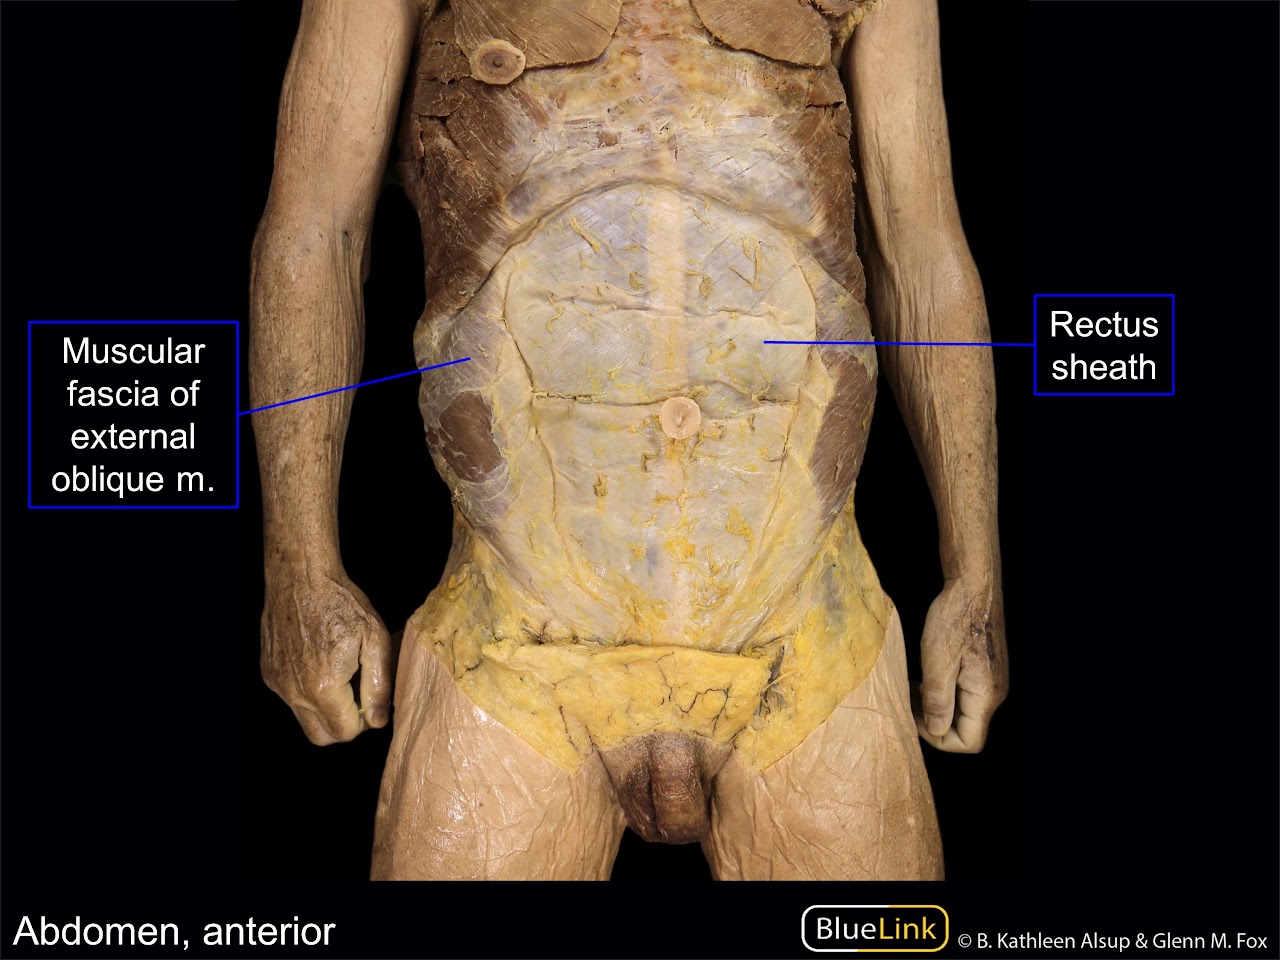 Muscular
fascia of
external
oblique m.
Rectus
sheath
Abdomen, anterior
BlueLink
© B. Kathleen Alsup & Glenn M. Fox